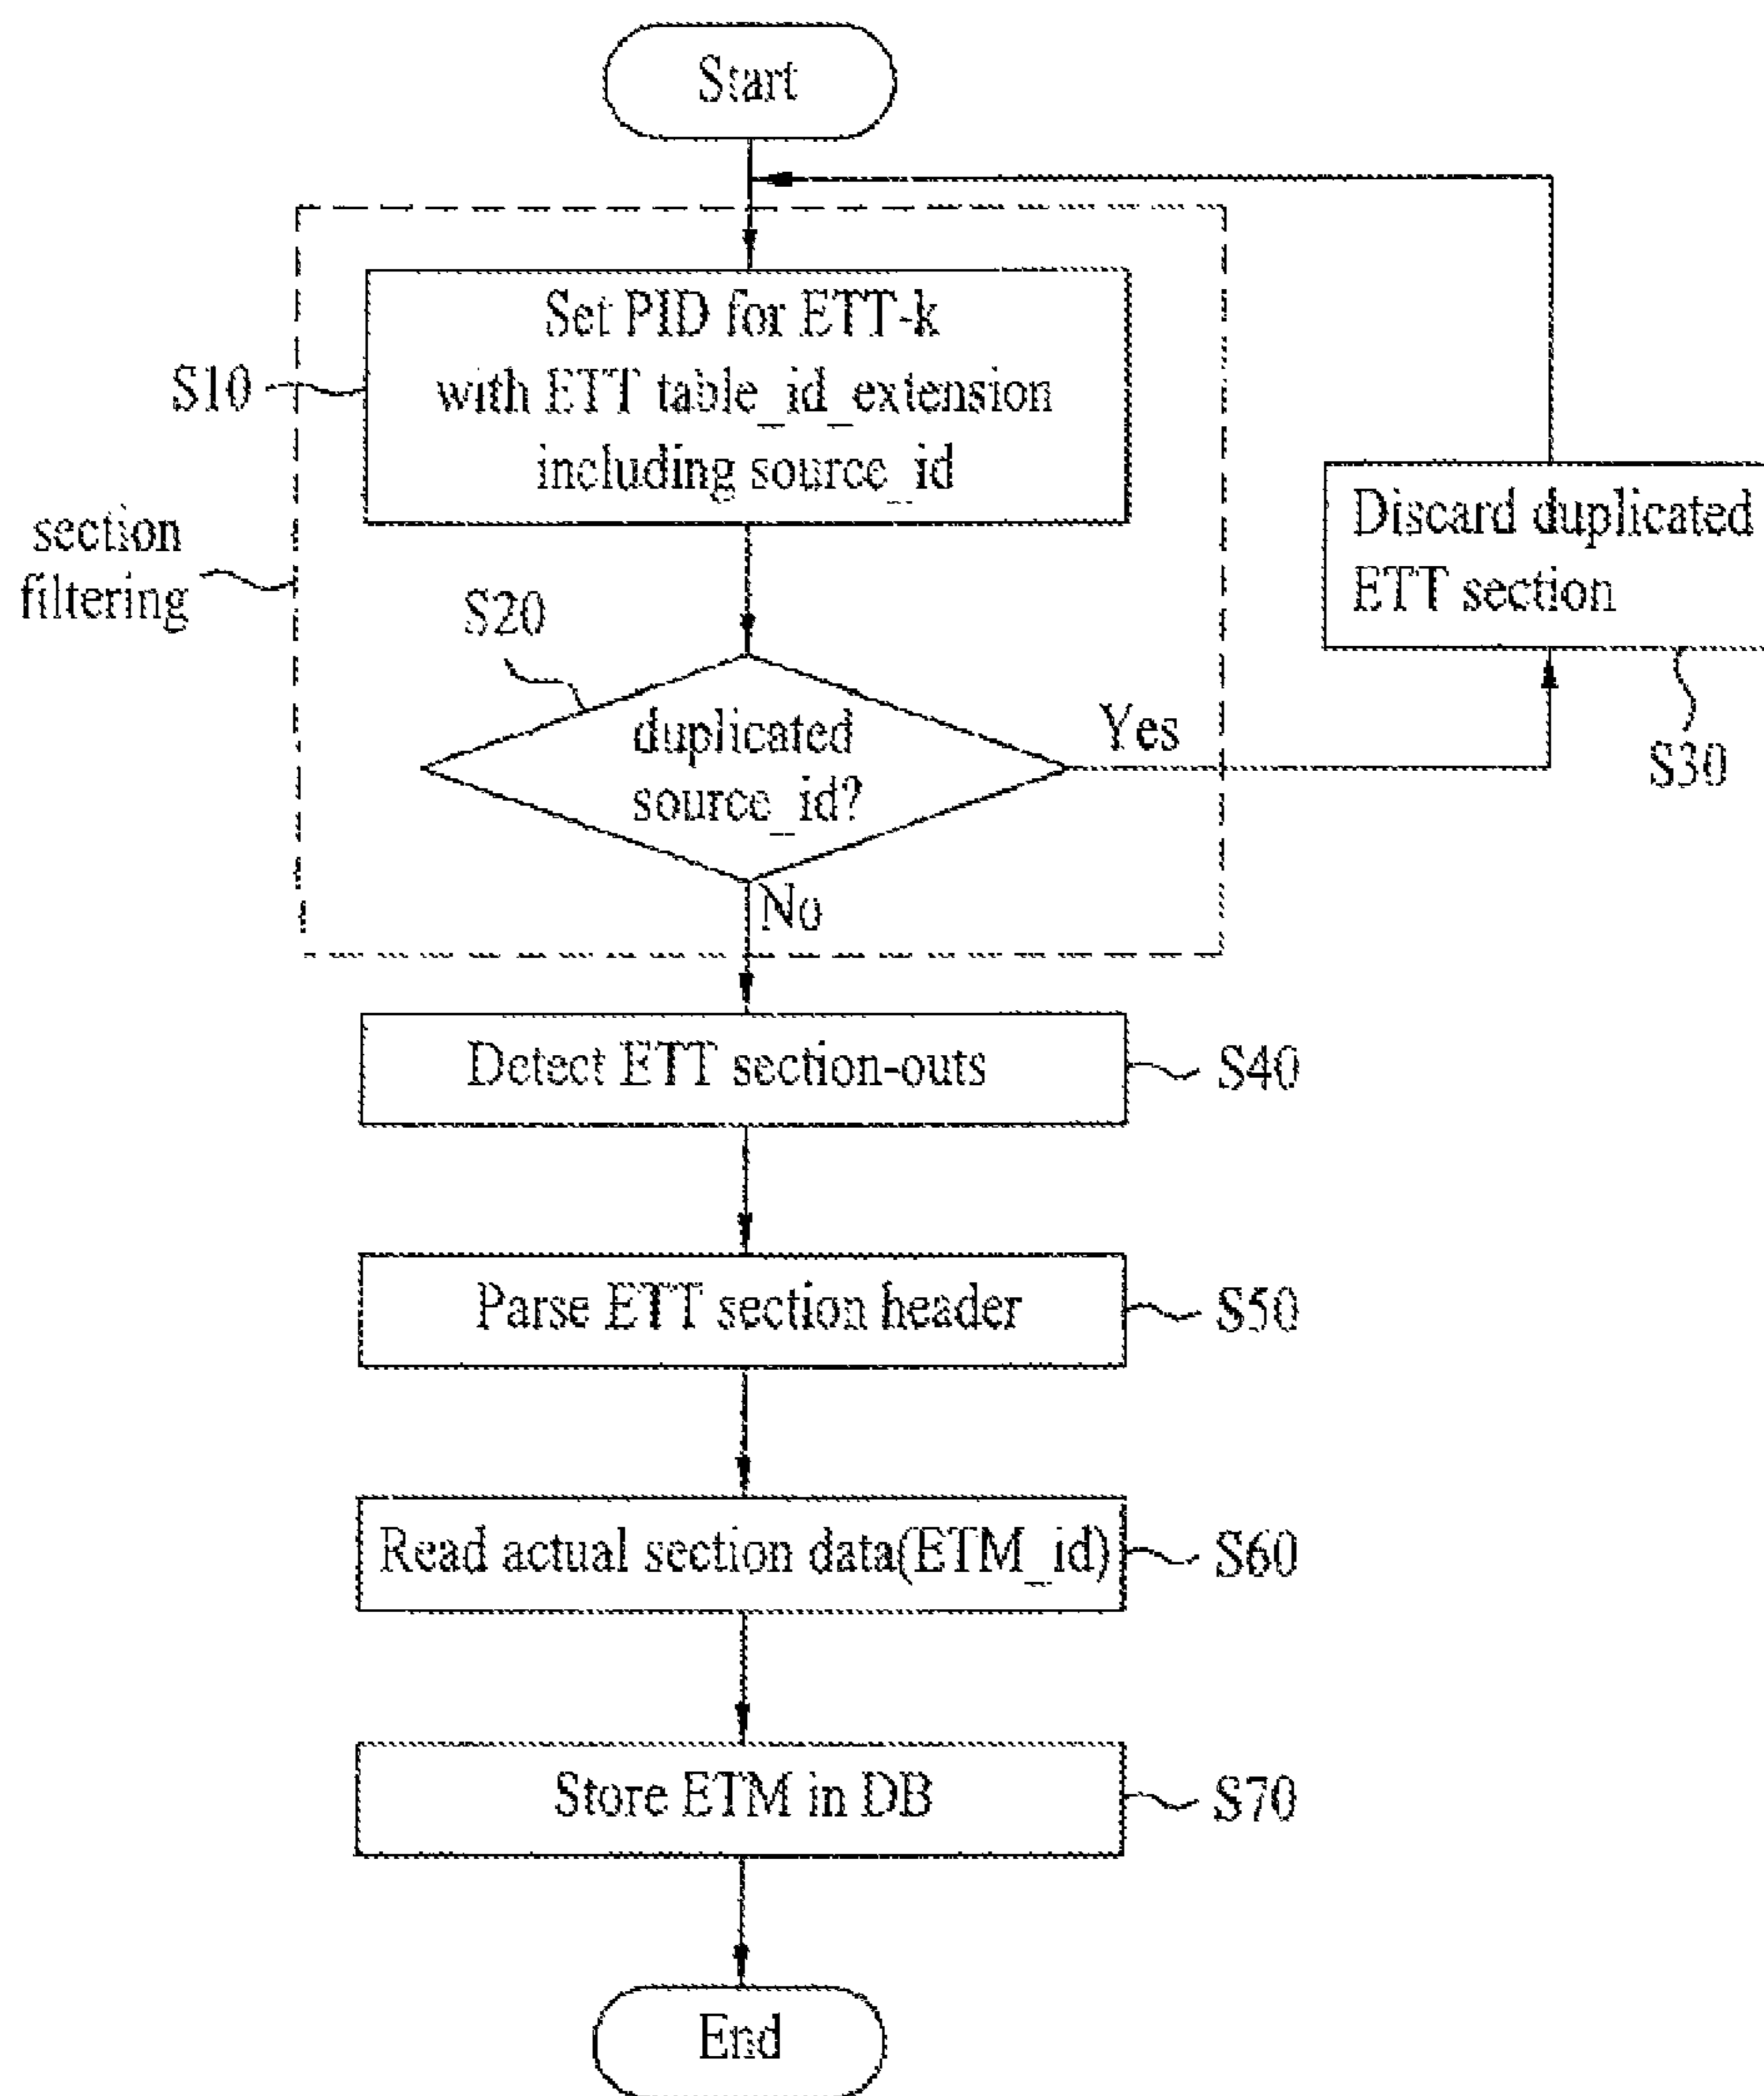 Start
Set PID for ETT-k
with ETT table_id_extension
including source_id
S10
section
filtering
Discard duplicated
ETT section
S30
S20
duplicated
source_id?
Yes
No
Detect ETT section-outs
S40
Parse ETT section header
S50
Read actual section data(ETM_id)
S60
Store ETM in DB
S70
End